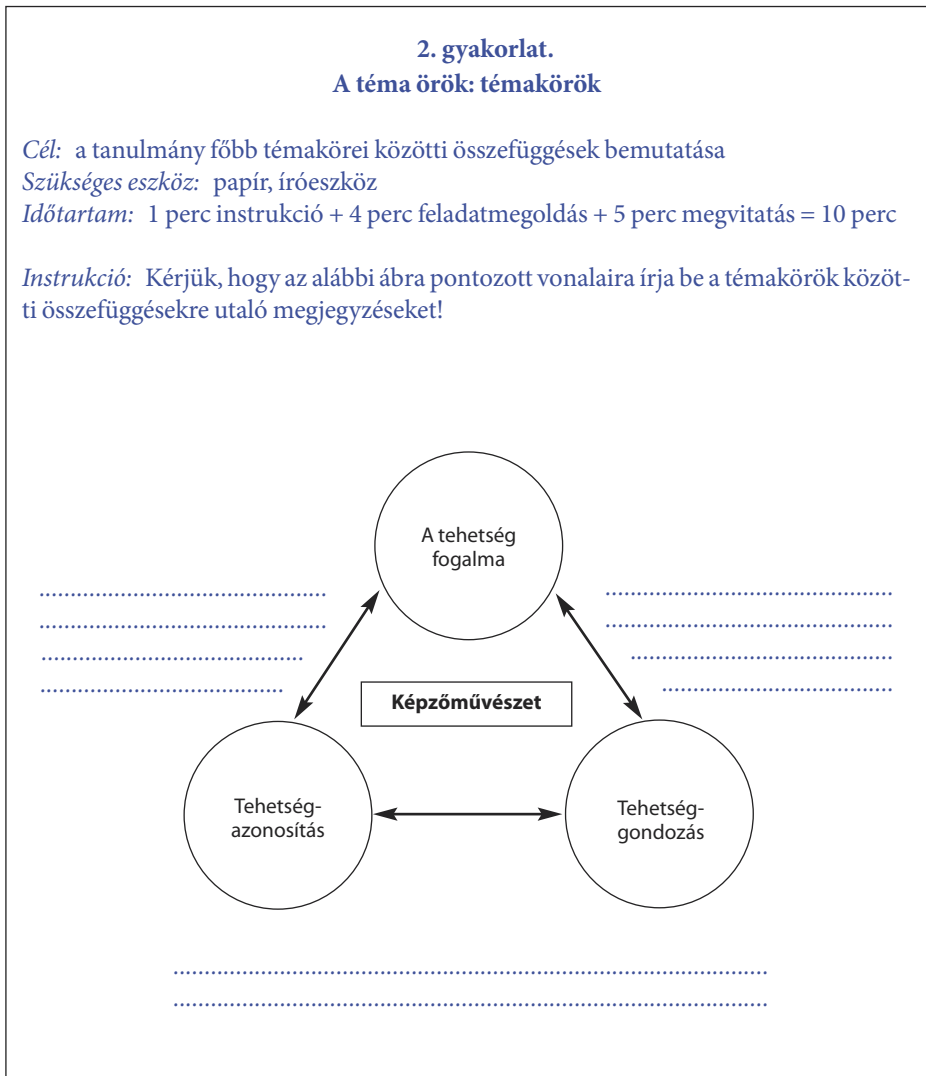 2. gyakorlat.
A téma örök: témakörök
Cél: a tanulmány főbb témakörei közötti összefüggések bemutatása
Szükséges eszköz: papír, íróeszköz
Időtartam: 1 perc instrukció + 4 perc feladatmegoldás + 5 perc megvitatás = 10 perc
Instrukció: Kérjük, hogy az alábbi ábra pontozott vonalaira írja be a témakörök közöt-
ti összefüggésekre utaló megjegyzéseket!
A tehetség
fogalma
Képzőművészet
Tehetség-
azonosítás
Tehetség-
gondozás